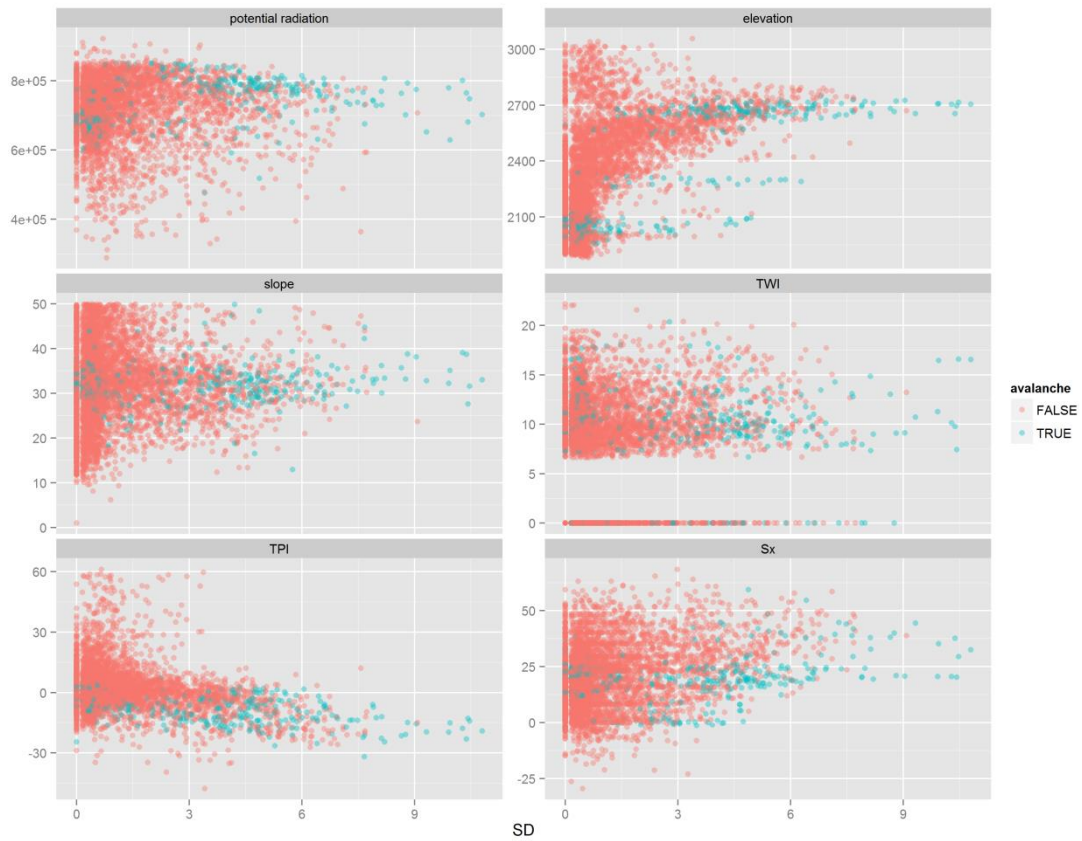 potential radiation
8e+05
6e+05
4e+05
elevation
3000
2700
2400
2100
slope
50
40
30
20
10
0
TWI
20
15
10
5
0
TPI
60
30
0
-30
0
3
6
9
Sx
50
25
0
-25
0
3
6
9
SD
avalanche
FALSE
TRUE